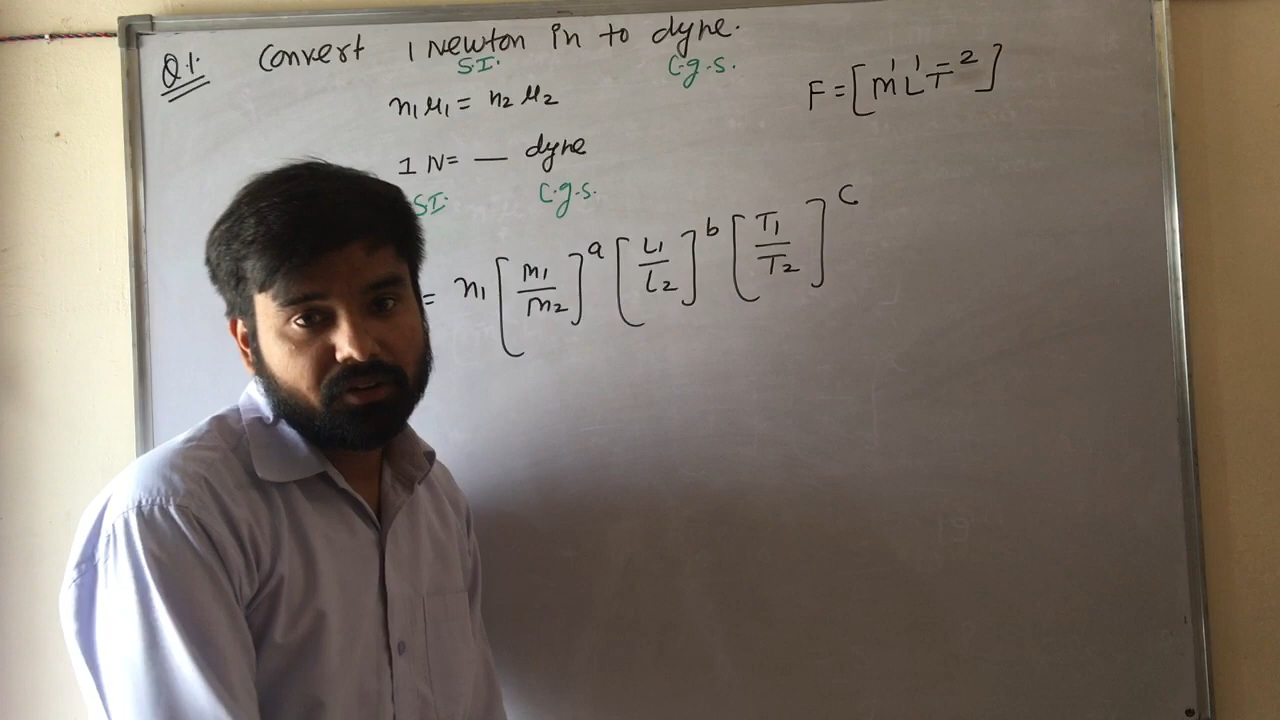 Q1. Convert 1 Newton in to dyne.
S.I. C.g.s.
n₁u₁ = n₂u₂
F = [M¹L¹T⁻²]
1 N = — dyne
S.I. C.g.s.
= n₁ [M₁/M₂]ᵃ [L₁/L₂]ᵇ [T₁/T₂]ᶜ